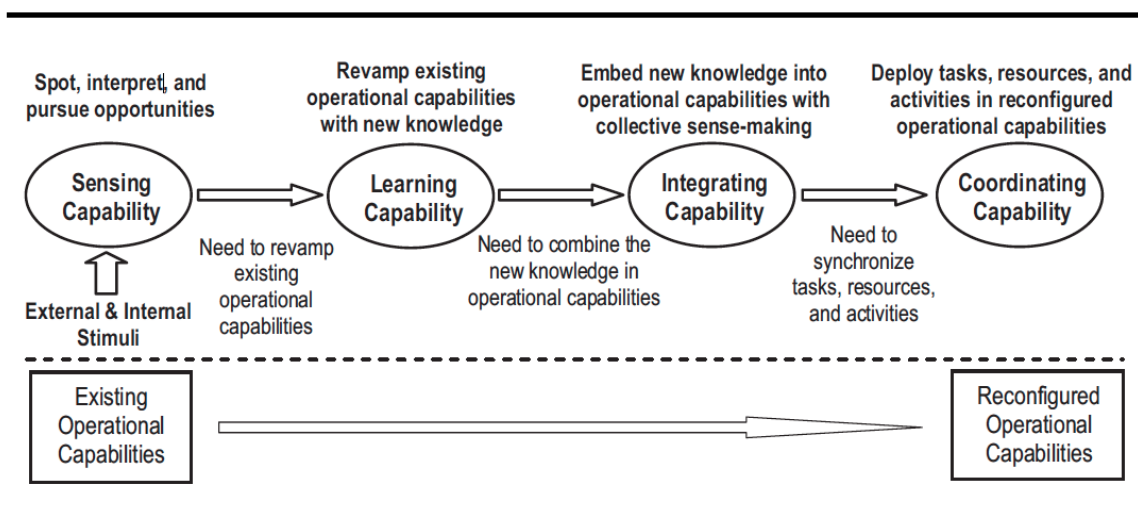 Spot, interpret, and
pursue opportunities
Revamp existing
operational capabilities
with new knowledge
Embed new knowledge into
operational capabilities with
collective sense-making
Deploy tasks, resources, and
activities in reconfigured
operational capabilities
Sensing
Capability
Learning
Capability
Integrating
Capability
Coordinating
Capability
Need to revamp
existing
operational
capabilities
Need to combine the
new knowledge in
operational capabilities
Need to
synchronize
tasks, resources,
and activities
External & Internal
Stimuli
Existing
Operational
Capabilities
Reconfigured
Operational
Capabilities